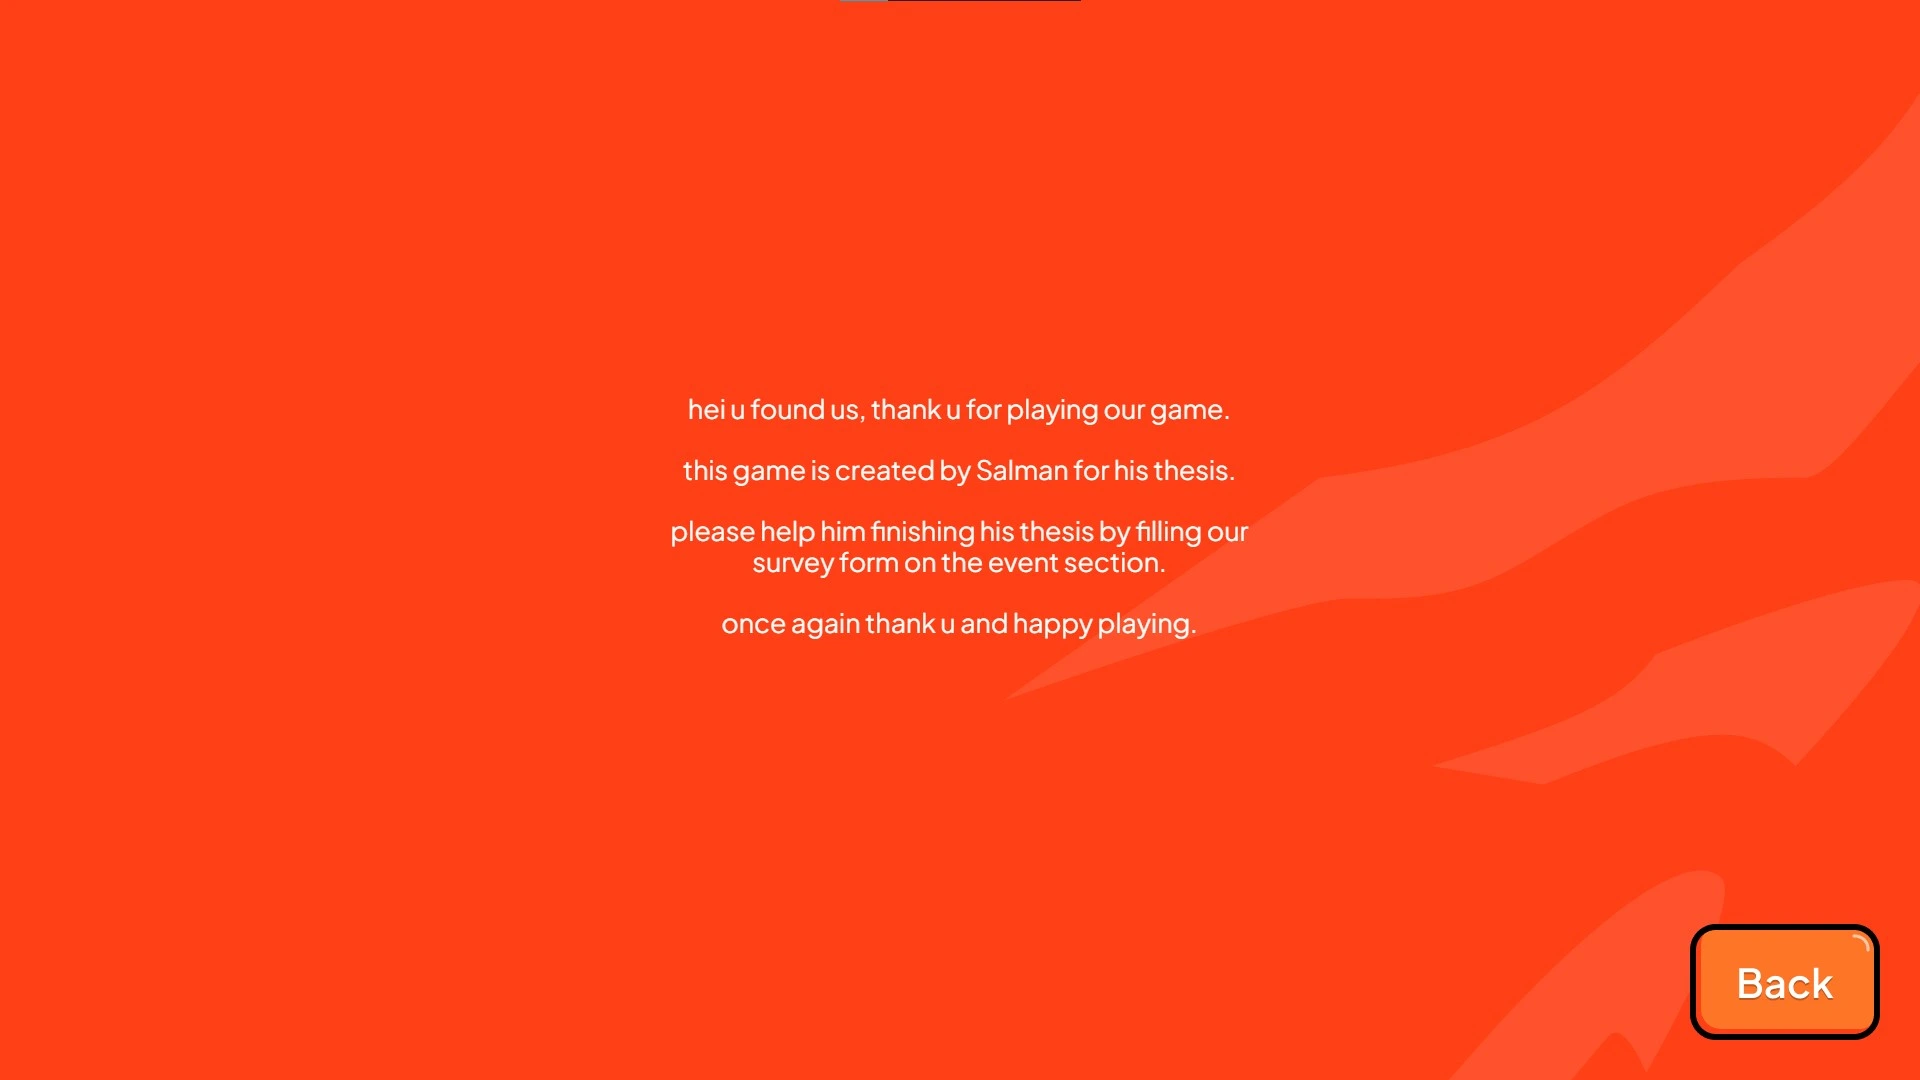 hei u found us, thank u for playing our game.
this game is created by Salman for his thesis.
please help him finishing his thesis by filling our
survey form on the event section.
once again thank u and happy playing.
Back